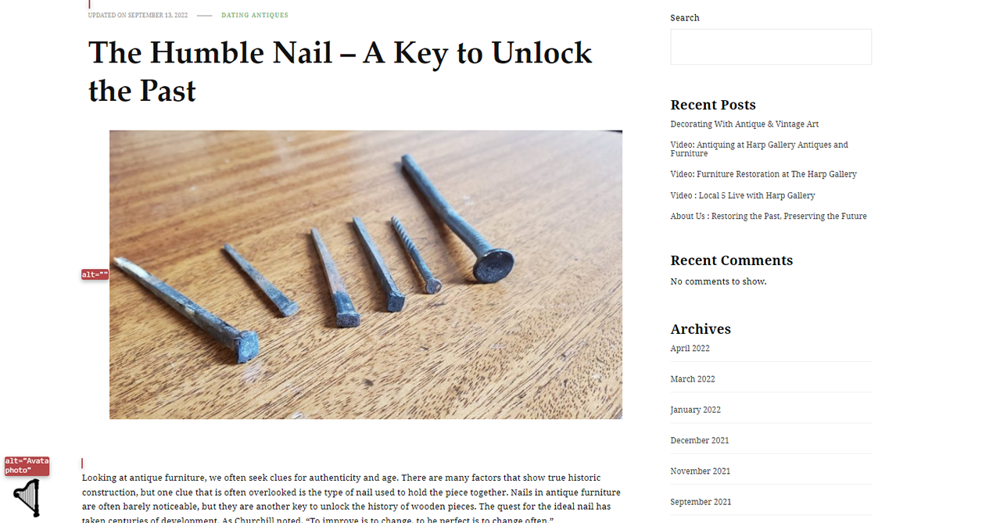 UPDATED ON SEPTEMBER 13, 2022
DATING ANTIQUES
The Humble Nail – A Key to Unlock
the Past
alt=""
alt="Avata
photo"
Looking at antique furniture, we often seek clues for authenticity and age. There are many factors that show true historic
construction, but one clue that is often overlooked is the type of nail used to hold the piece together. Nails in antique furniture
are often barely noticeable, but they are another key to unlock the history of wooden pieces. The quest for the ideal nail has
taken centuries of development. As Churchill noted, “To improve is to change, to be perfect is to change often.”
Search
Recent Posts
Decorating With Antique & Vintage Art
Video: Antiquing at Harp Gallery Antiques and
Furniture
Video: Furniture Restoration at The Harp Gallery
Video : Local 5 Live with Harp Gallery
About Us : Restoring the Past, Preserving the Future
Recent Comments
No comments to show.
Archives
April 2022
March 2022
January 2022
December 2021
November 2021
September 2021